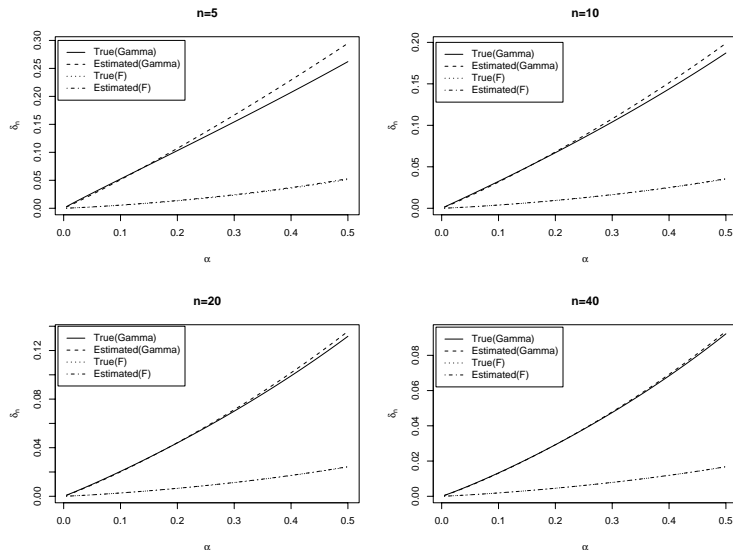 n=5
True(Gamma)
Estimated(Gamma)
True(F)
Estimated(F)
δn
0.00 0.05 0.10 0.15 0.20 0.25 0.30
0.0 0.1 0.2 0.3 0.4 0.5
α
n=10
True(Gamma)
Estimated(Gamma)
True(F)
Estimated(F)
δn
0.00 0.05 0.10 0.15 0.20
0.0 0.1 0.2 0.3 0.4 0.5
α
n=20
True(Gamma)
Estimated(Gamma)
True(F)
Estimated(F)
δn
0.00 0.04 0.08 0.12
0.0 0.1 0.2 0.3 0.4 0.5
α
n=40
True(Gamma)
Estimated(Gamma)
True(F)
Estimated(F)
δn
0.00 0.02 0.04 0.06 0.08
0.0 0.1 0.2 0.3 0.4 0.5
α